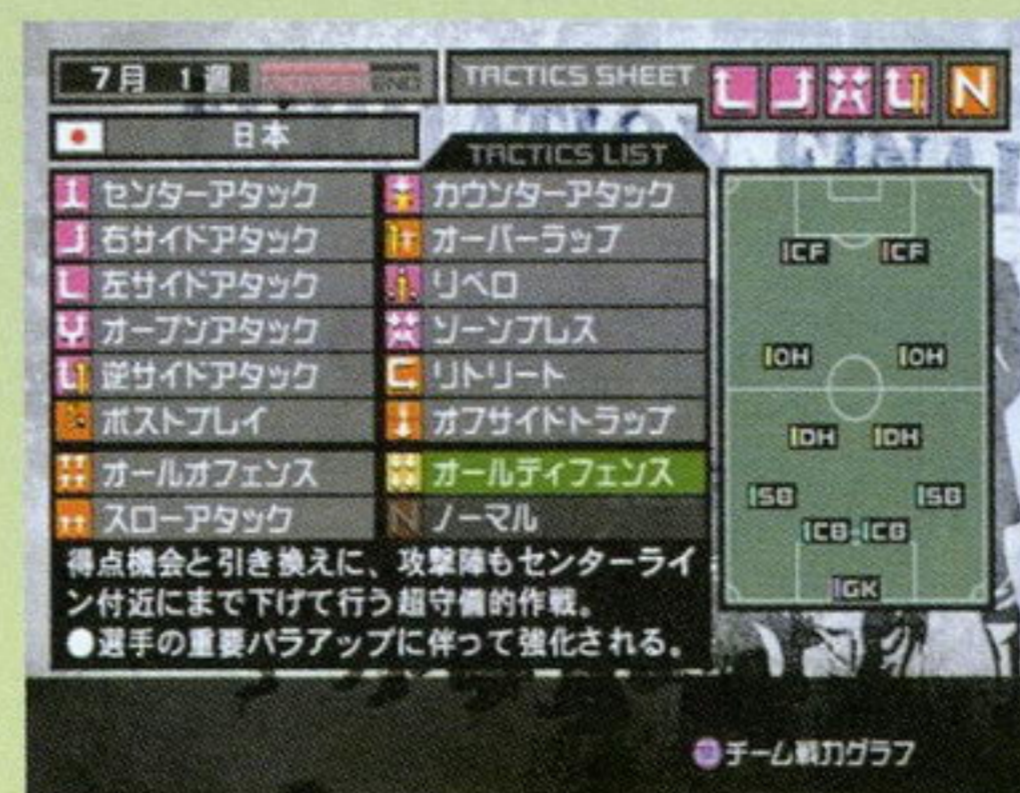 7月 1週
TACTICS SHEET
N
日本
TACTICS LIST
センターアタック
右サイドアタック
左サイドアタック
オープンアタック
逆サイドアタック
ポストプレイ
オールオフェンス
スローアタック
カウンターアタック
オーバーラップ
リベロ
ゾーンプレス
リトリート
オフサイドトラップ
オールディフェンス
N ノーマル
得点機会と引き換えに、攻撃陣もセンターライ
ン付近にまで下げて行う超守備的作戦。
●選手の重要パラアップに伴って強化される。
CF CF
OH OH
DH DH
SB SB
CB CB
GK
チーム戦力グラフ